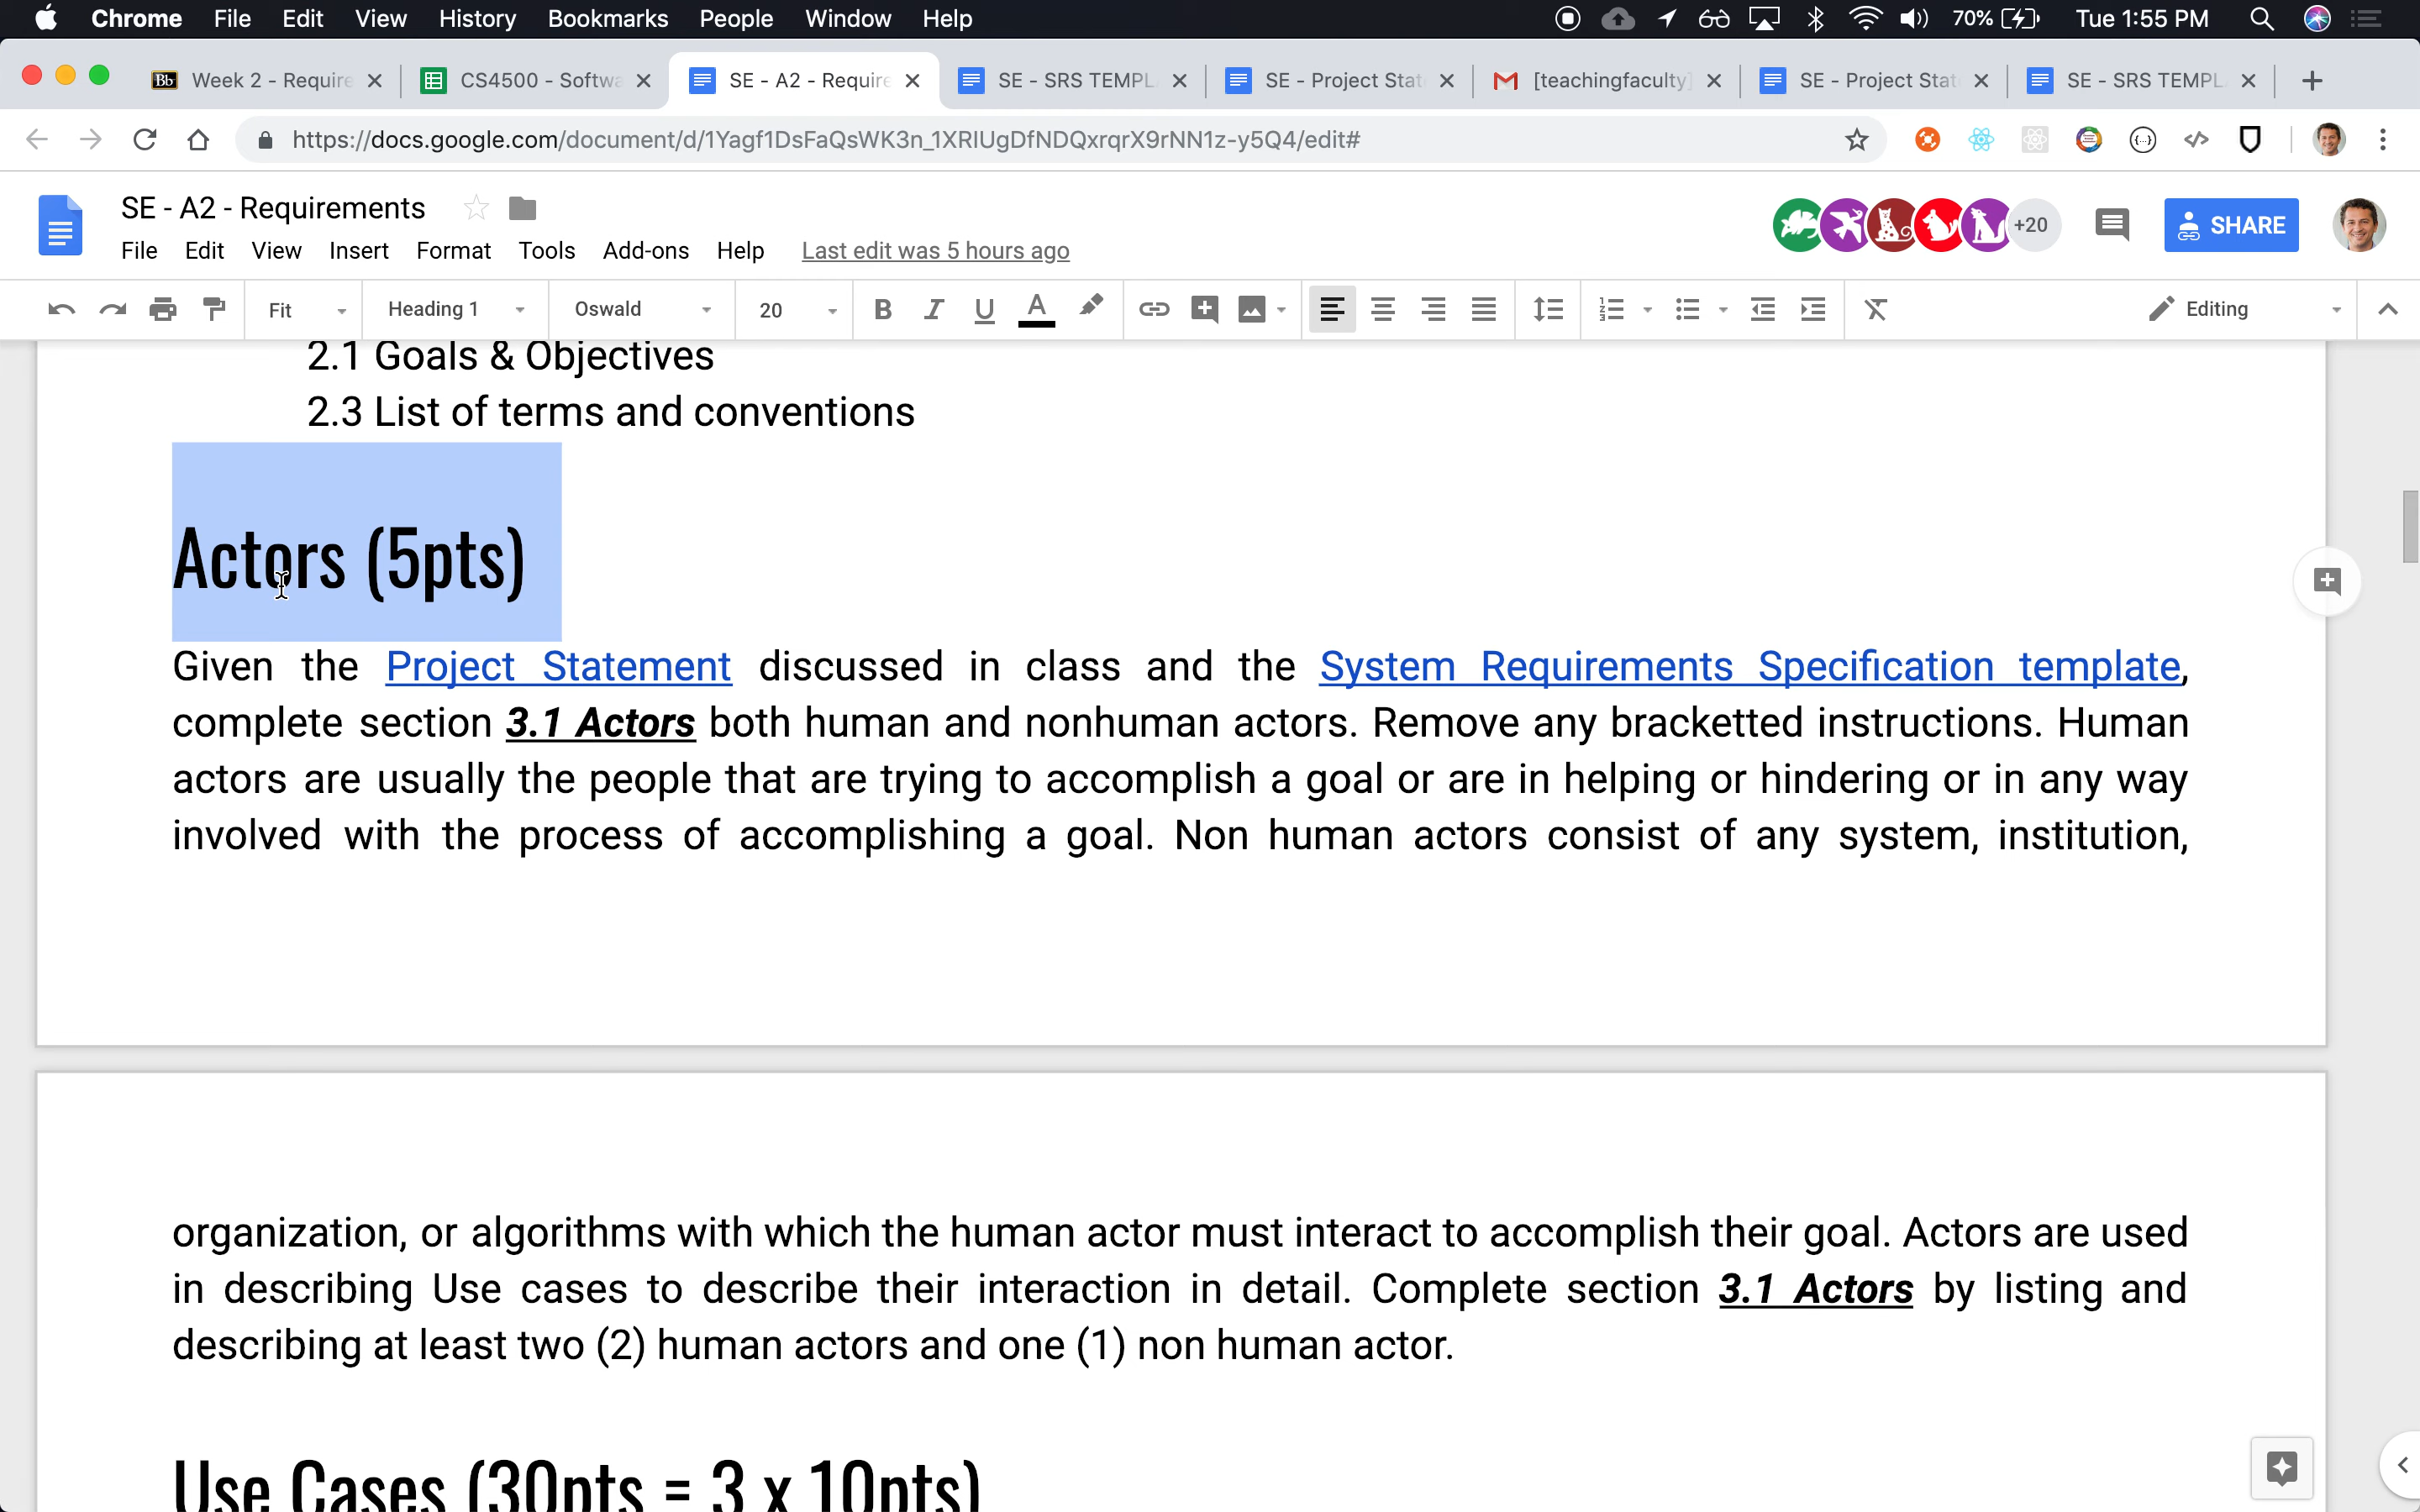 Chrome File Edit View History Bookmarks People Window Help 70% Tue 1:55 PM
Bb Week 2 - Require CS4500 - Softwa SE - A2 - Require SE - SRS TEMPL SE - Project Stat [teachingfaculty] SE - Project Stat SE - SRS TEMPL
https://docs.google.com/document/d/1Yagf1DsFaQsWK3n_1XRIUgDfNDQxrqrX9rNN1z-y5Q4/edit#
SE - A2 - Requirements
+20
SHARE
File Edit View Insert Format Tools Add-ons Help Last edit was 5 hours ago
Fit Heading 1 Oswald 20 B I U A Editing
2.1 Goals & Objectives
2.3 List of terms and conventions
Actors (5pts)
Given the Project Statement discussed in class and the System Requirements Specification template,
complete section 3.1 Actors both human and nonhuman actors. Remove any bracketted instructions. Human
actors are usually the people that are trying to accomplish a goal or are in helping or hindering or in any way
involved with the process of accomplishing a goal. Non human actors consist of any system, institution,
organization, or algorithms with which the human actor must interact to accomplish their goal. Actors are used
in describing Use cases to describe their interaction in detail. Complete section 3.1 Actors by listing and
describing at least two (2) human actors and one (1) non human actor.
Use Cases (30pts = 3 x 10pts)